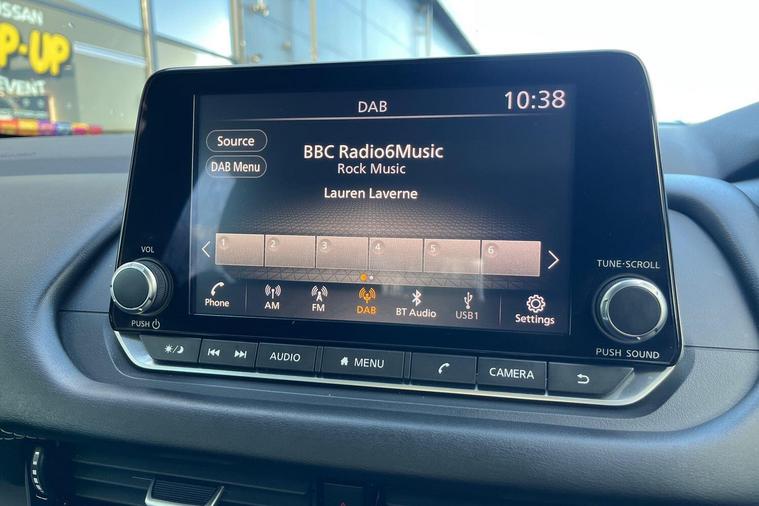 P-UP
EVENT
DAB
10:38
Source
DAB Menu
BBC Radio6Music
Rock Music
Lauren Laverne
1 2 3 4 5 6
Phone
AM
FM
DAB
BT Audio
USB1
Settings
VOL
PUSH
TUNE·SCROLL
PUSH SOUND
AUDIO
MENU
CAMERA